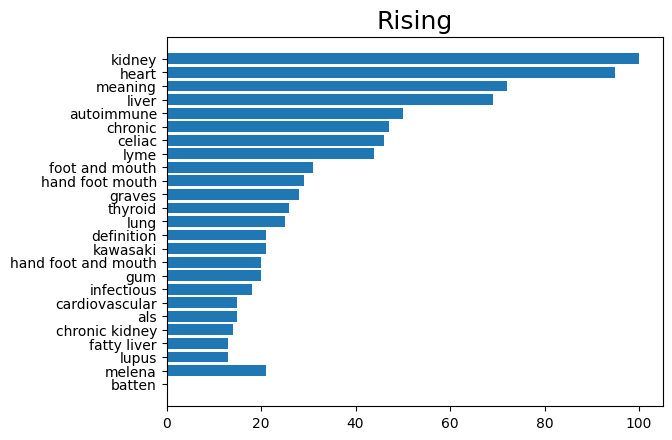 Rising
kidney
heart
meaning
liver
autoimmune
chronic
celiac
lyme
foot and mouth
hand foot mouth
graves
thyroid
lung
definition
kawasaki
hand foot and mouth
gum
infectious
cardiovascular
als
chronic kidney
fatty liver
lupus
melena
batten
0 20 40 60 80 100